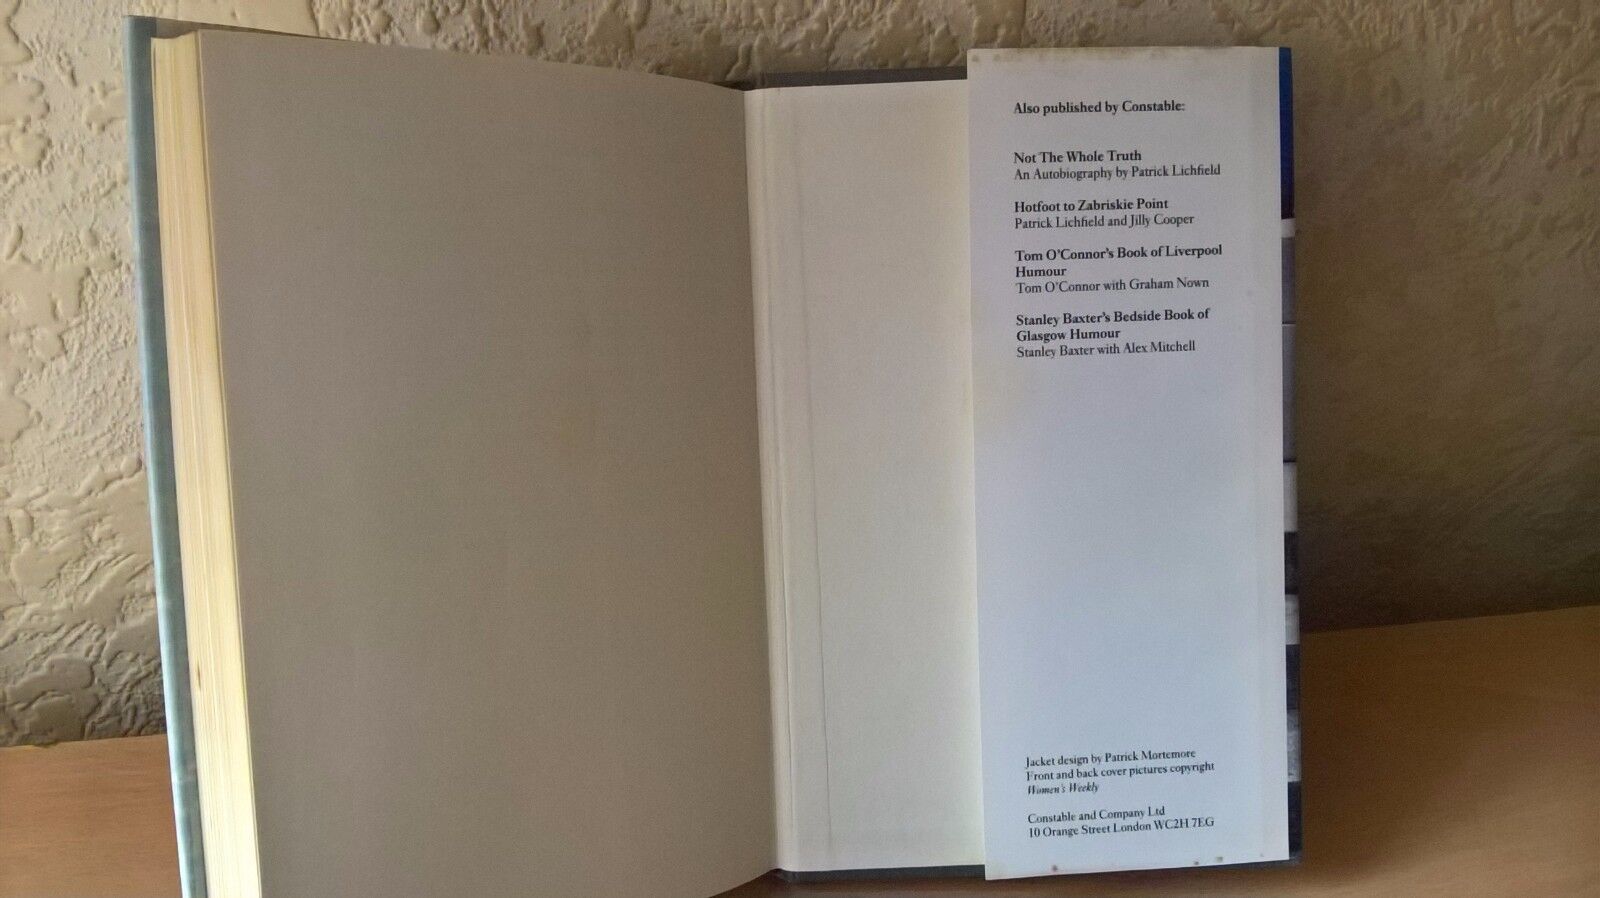 Also published by Constable:
Not The Whole Truth
An Autobiography by Patrick Lichfield
Hotfoot to Zabriskie Point
Patrick Lichfield and Jilly Cooper
Tom O'Connor's Book of Liverpool
Humour
Tom O'Connor with Graham Nown
Stanley Baxter's Bedside Book of
Glasgow Humour
Stanley Baxter with Alex Mitchell
Jacket design by Patrick Mortemore
Front and back cover pictures copyright
Women's Weekly
Constable and Company Ltd
10 Orange Street London WC2H 7EG